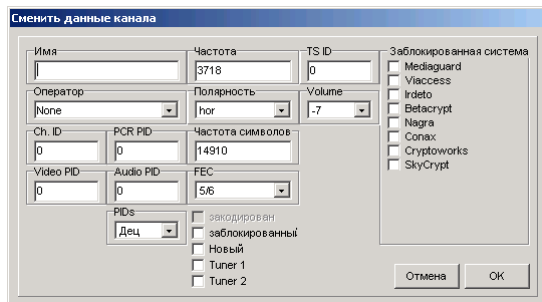 Сменить данные канала
Имя
Частота
3718
TS ID
0
Заблокированная система
Mediaguard
Viaccess
Irdeto
Betacrypt
Nagra
Conax
Cryptoworks
SkyCrypt
Оператор
None
Полярность
hor
Volume
-7
Ch. ID
0
PCR PID
0
Частота символов
14910
Video PID
0
Audio PID
0
FEC
5/6
PIDs
Дец
закодирован
заблокированный
Новый
Tuner 1
Tuner 2
Отмена
OK